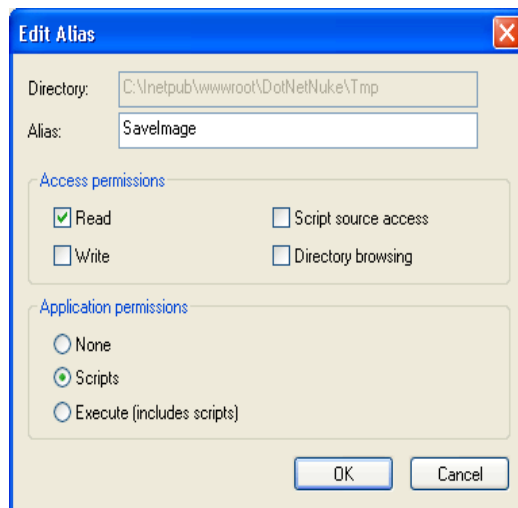 Edit Alias
Directory: C:\Inetpub\wwwroot\DotNetNuke\Tmp
Alias: SaveImage
Access permissions
Read Script source access
Write Directory browsing
Application permissions
None
Scripts
Execute (includes scripts)
OK Cancel